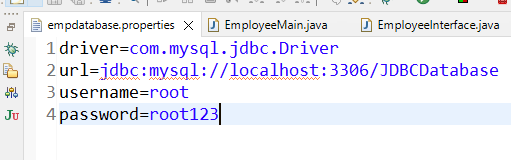 empdatabase.properties EmployeeMain.java EmployeeInterface.java
1 driver=com.mysql.jdbc.Driver
2 url=jdbc:mysql://localhost:3306/JDBCDatabase
3 username=root
4 password=root123
JU